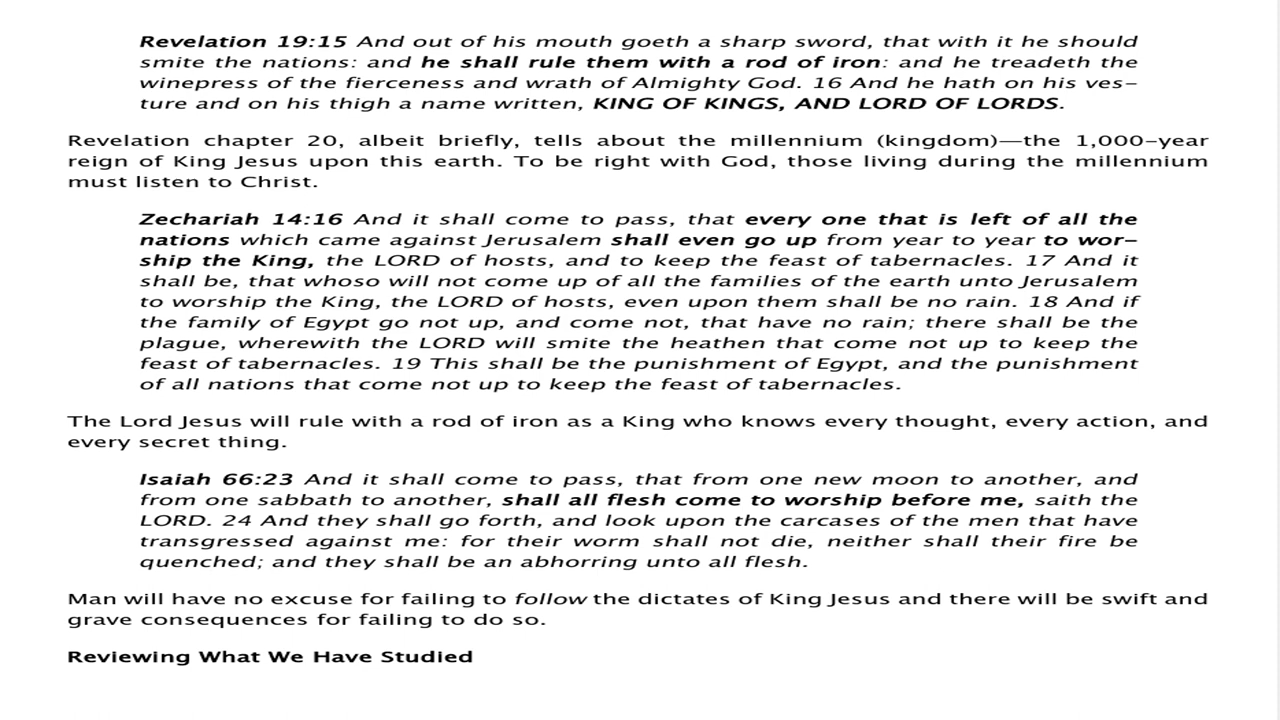 Revelation 19:15 And out of his mouth goeth a sharp sword, that with it he should
smite the nations: and he shall rule them with a rod of iron: and he treadeth the
winepress of the fierceness and wrath of Almighty God. 16 And he hath on his ves-
ture and on his thigh a name written, KING OF KINGS, AND LORD OF LORDS.
Revelation chapter 20, albeit briefly, tells about the millennium (kingdom)—the 1,000-year
reign of King Jesus upon this earth. To be right with God, those living during the millennium
must listen to Christ.
Zechariah 14:16 And it shall come to pass, that every one that is left of all the
nations which came against Jerusalem shall even go up from year to year to wor-
ship the King, the LORD of hosts, and to keep the feast of tabernacles. 17 And it
shall be, that whoso will not come up of all the families of the earth unto Jerusalem
to worship the King, the LORD of hosts, even upon them shall be no rain. 18 And if
the family of Egypt go not up, and come not, that have no rain; there shall be the
plague, wherewith the LORD will smite the heathen that come not up to keep the
feast of tabernacles. 19 This shall be the punishment of Egypt, and the punishment
of all nations that come not up to keep the feast of tabernacles.
The Lord Jesus will rule with a rod of iron as a King who knows every thought, every action, and
every secret thing.
Isaiah 66:23 And it shall come to pass, that from one new moon to another, and
from one sabbath to another, shall all flesh come to worship before me, saith the
LORD. 24 And they shall go forth, and look upon the carcases of the men that have
transgressed against me: for their worm shall not die, neither shall their fire be
quenched; and they shall be an abhorring unto all flesh.
Man will have no excuse for failing to follow the dictates of King Jesus and there will be swift and
grave consequences for failing to do so.
Reviewing What We Have Studied